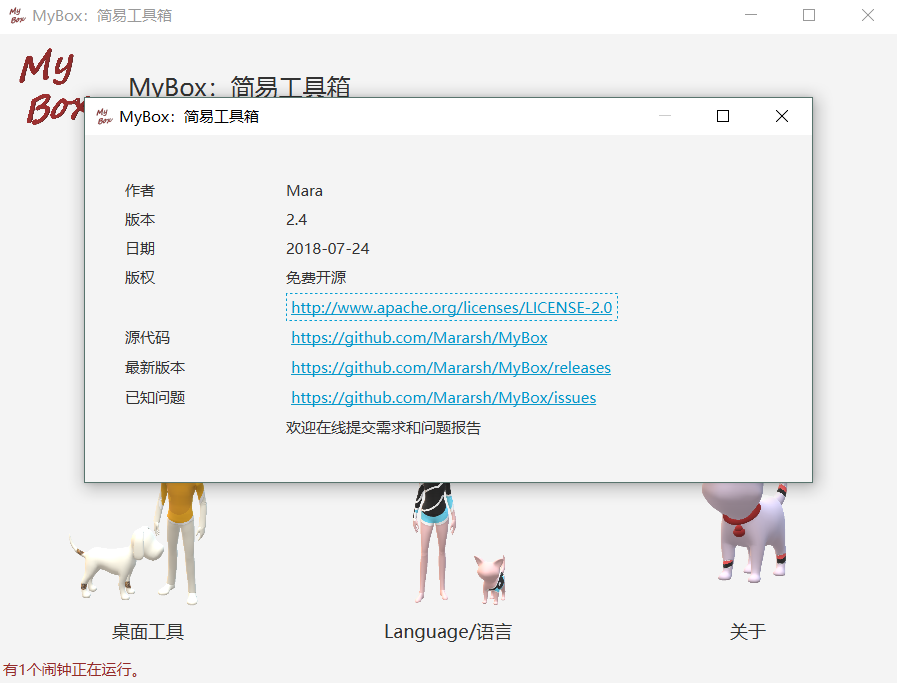 My Box MyBox：简易工具箱
My
Box
MyBox：简易工具箱
My Box MyBox：简易工具箱
作者 Mara
版本 2.4
日期 2018-07-24
版权 免费开源
http://www.apache.org/licenses/LICENSE-2.0
源代码 https://github.com/Mararsh/MyBox
最新版本 https://github.com/Mararsh/MyBox/releases
已知问题 https://github.com/Mararsh/MyBox/issues
欢迎在线提交需求和问题报告
桌面工具 Language/语言 关于
有1个闹钟正在运行。